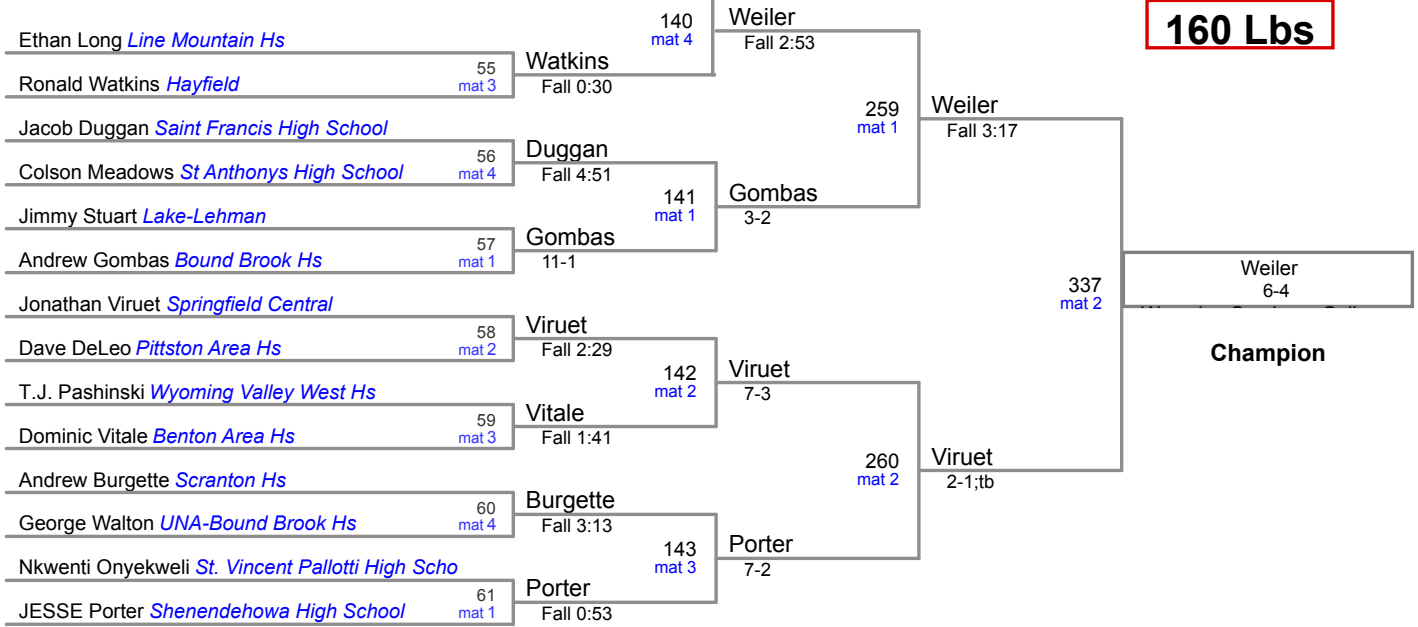 160 Lbs
Ethan Long Line Mountain Hs
Ronald Watkins Hayfield
Jacob Duggan Saint Francis High School
Colson Meadows St Anthonys High School
Jimmy Stuart Lake-Lehman
Andrew Gombas Bound Brook Hs
Jonathan Viruet Springfield Central
Dave DeLeo Pittston Area Hs
T.J. Pashinski Wyoming Valley West Hs
Dominic Vitale Benton Area Hs
Andrew Burgette Scranton Hs
George Walton UNA-Bound Brook Hs
Nkwenti Onyekweli St. Vincent Pallotti High Scho
JESSE Porter Shenendehowa High School
55
mat 3
56
mat 4
57
mat 1
58
mat 2
59
mat 3
60
mat 4
61
mat 1
Watkins
Fall 0:30
Duggan
Fall 4:51
Gombas
11-1
Viruet
Fall 2:29
Vitale
Fall 1:41
Burgette
Fall 3:13
Porter
Fall 0:53
140
mat 4
141
mat 1
142
mat 2
143
mat 3
Weiler
Fall 2:53
Gombas
3-2
Viruet
7-3
Porter
7-2
259
mat 1
260
mat 2
Weiler
Fall 3:17
Viruet
2-1;tb
337
mat 2
Weiler
6-4
Champion